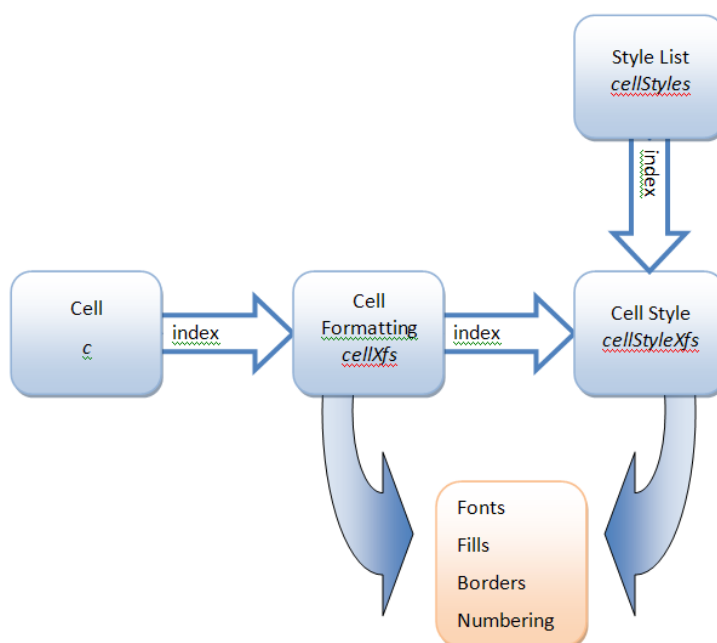 Style List
cellStyles
index
Cell
c
index
Cell
Formatting
cellXfs
index
Cell Style
cellStyleXfs
Fonts
Fills
Borders
Numbering